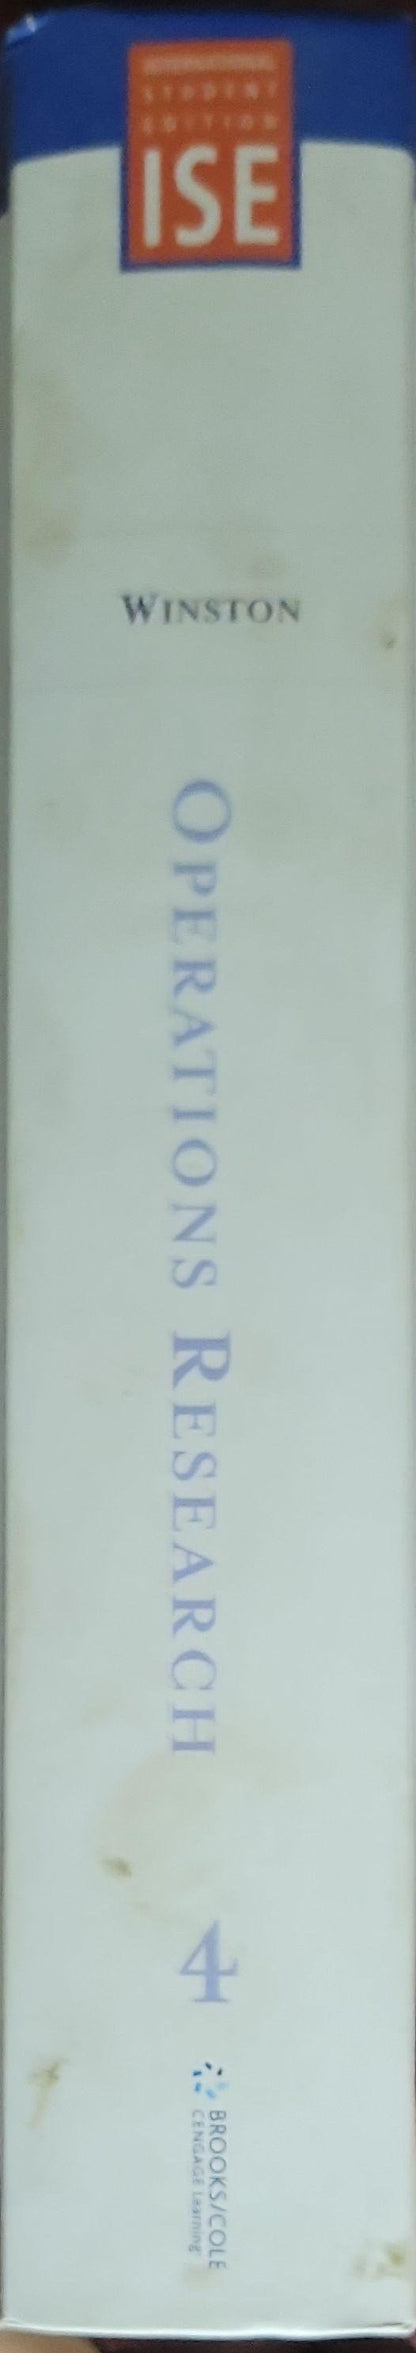 INTERNATIONAL
STUDENT
EDITION
ISE
WINSTON
OPERATIONS RESEARCH
4
BROOKS/COLE
CENGAGE Learning